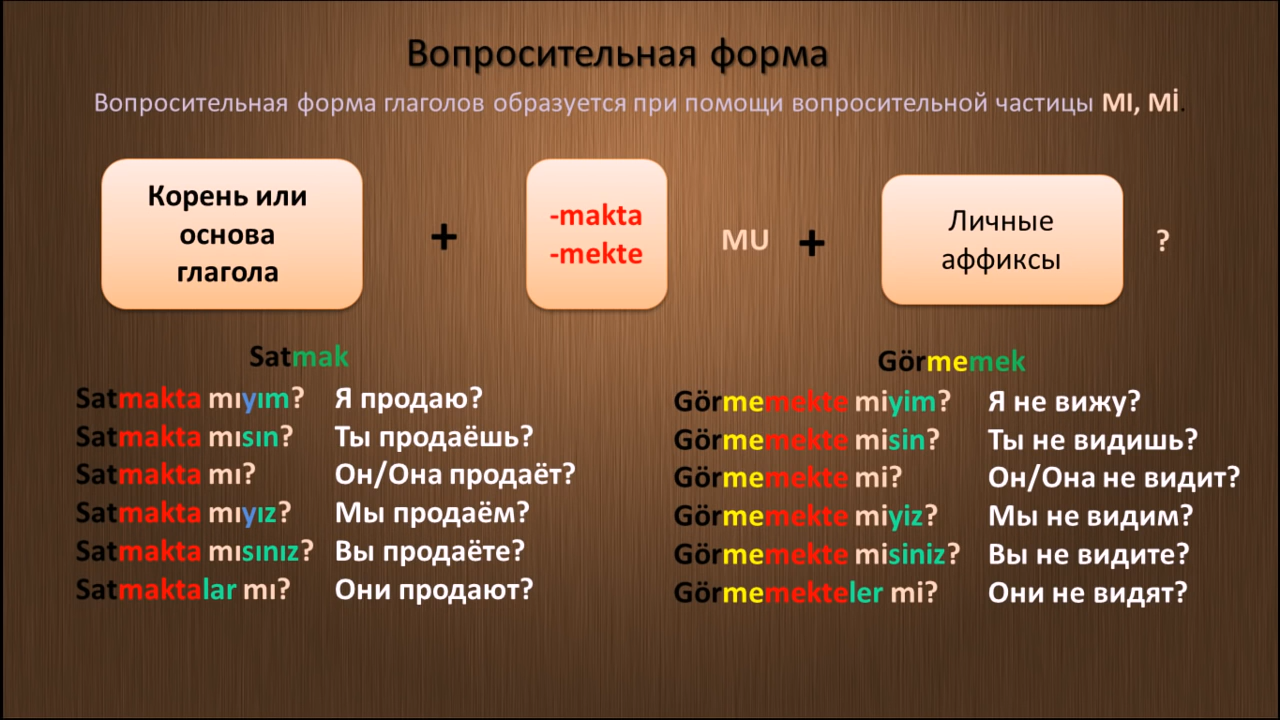 Вопросительная форма
Вопросительная форма глаголов образуется при помощи вопросительной частицы MI, Mİ.
Корень или
основа
глагола
+
-makta
-mekte
MU
+
Личные
аффиксы
?
Satmak
Satmakta mıyım? Я продаю?
Satmakta mısın? Ты продаёшь?
Satmakta mı? Он/Она продаёт?
Satmakta mıyız? Мы продаём?
Satmakta mısınız? Вы продаёте?
Satmaktalar mı? Они продают?
Görmemek
Görmemekte miyim? Я не вижу?
Görmemekte misin? Ты не видишь?
Görmemekte mi? Он/Она не видит?
Görmemekte miyiz? Мы не видим?
Görmemekte misiniz? Вы не видите?
Görmemekteler mi? Они не видят?